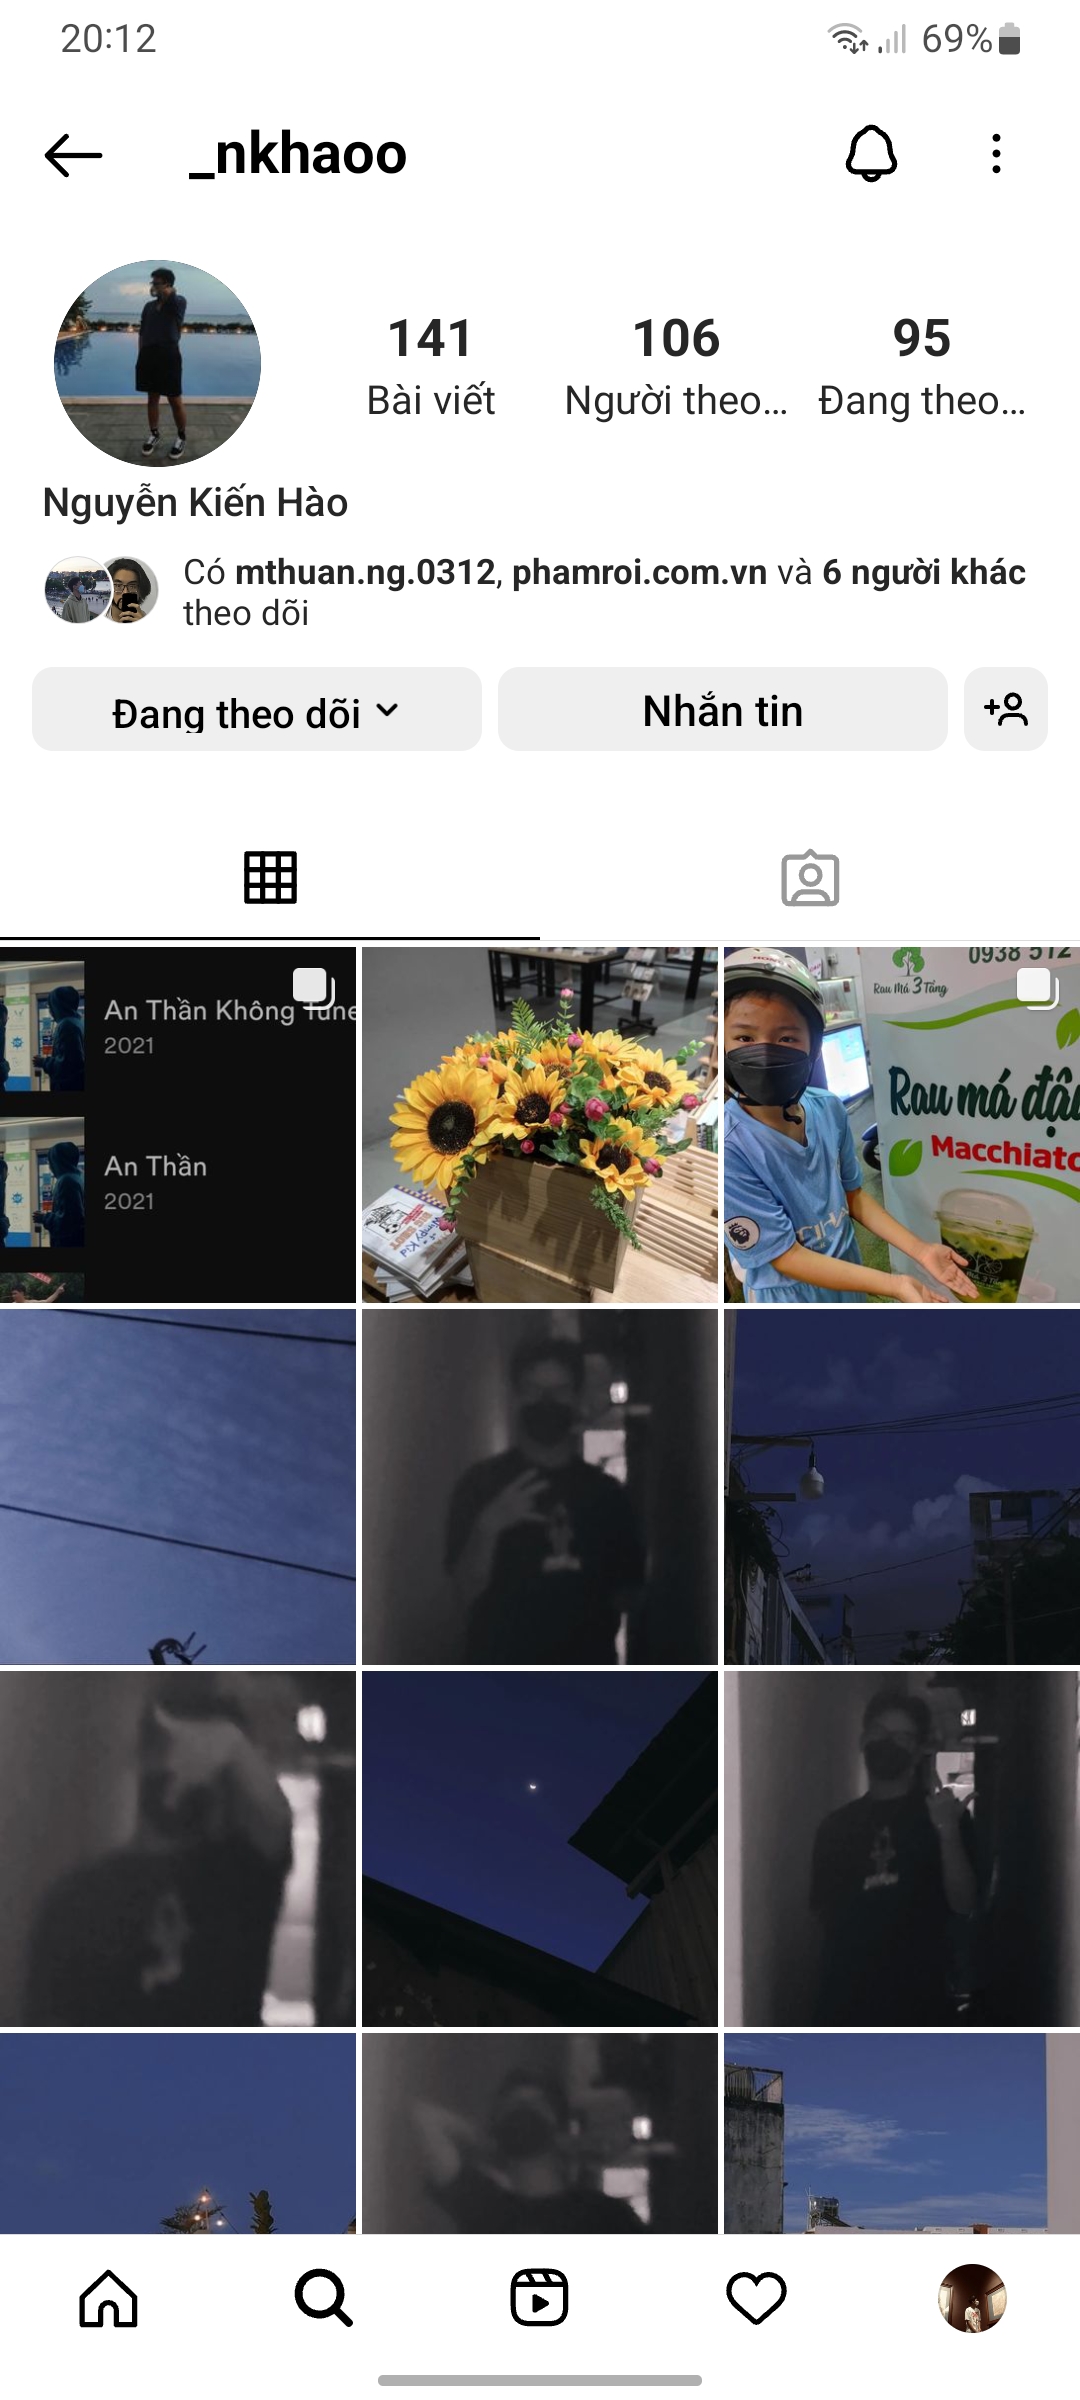 20:12
69%
_nkhaoo
141
106
95
Bài viết
Người theo...
Đang theo...
Nguyễn Kiến Hào
Có mthuan.ng.0312, phamroi.com.vn và 6 người khác
theo dõi
Đang theo dõi
Nhắn tin
An Thần Không Tune
2021
An Thần
2021
0938 512
Rau Má 3 Tầng
Rau má đậu
Macchiato